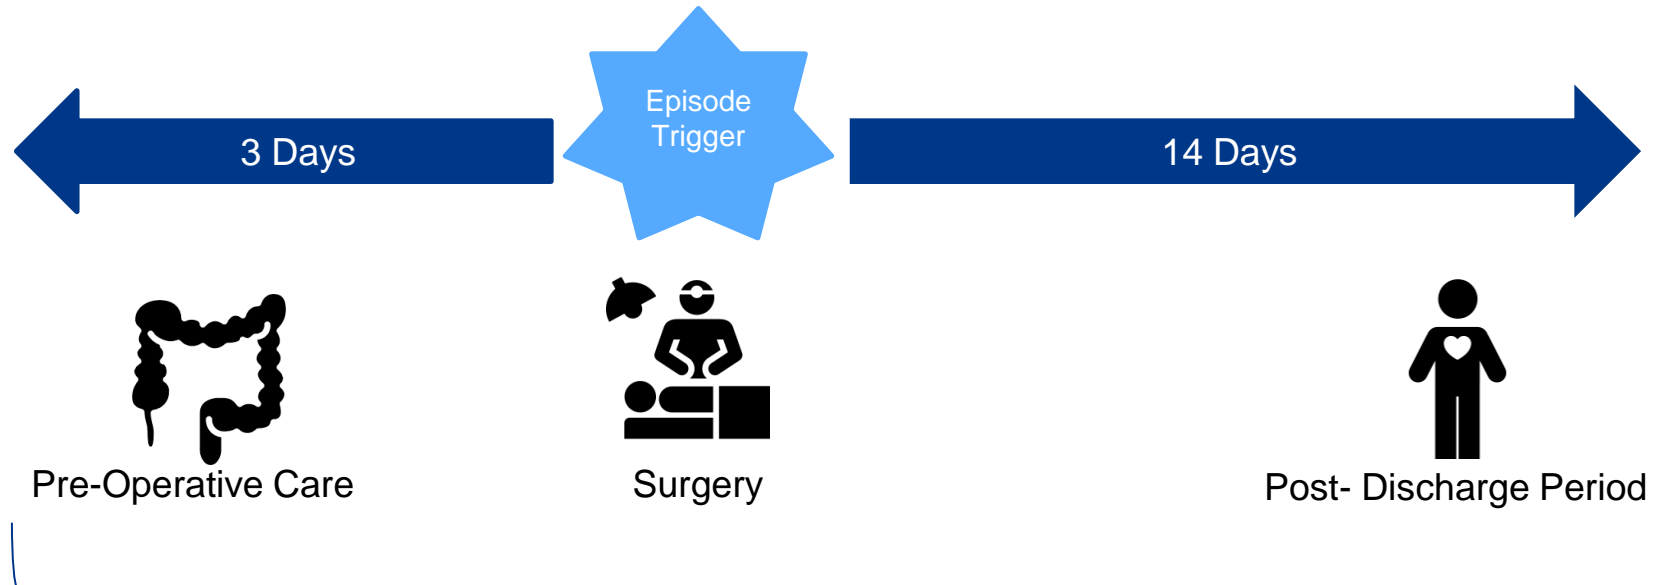 Episode
Trigger
3 Days
14 Days
Pre-Operative Care
Surgery
Post- Discharge Period